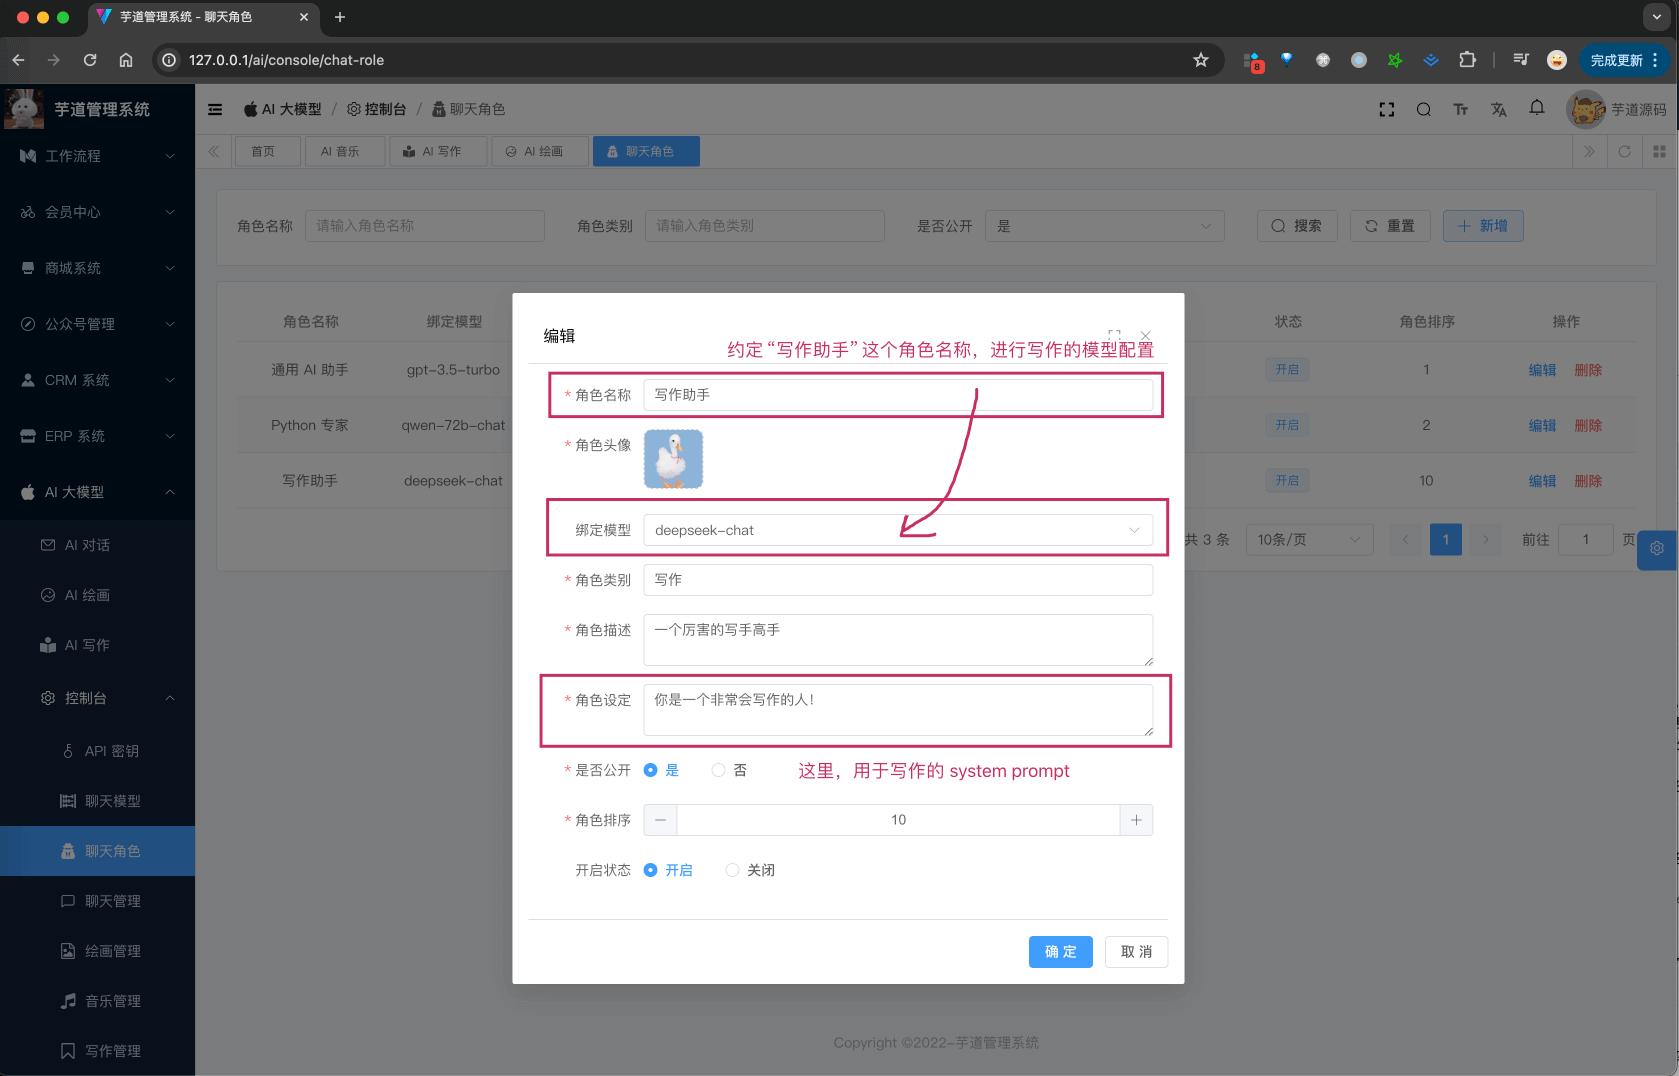 芋道管理系统 - 聊天角色
127.0.0.1/ai/console/chat-role
8
完成更新
芋道管理系统
AI 大模型 / 控制台 / 聊天角色
芋道源码
首页
AI 音乐
AI 写作
AI 绘画
聊天角色
工作流程
会员中心
商城系统
公众号管理
CRM 系统
ERP 系统
AI 大模型
AI 对话
AI 绘画
AI 写作
控制台
API 密钥
聊天模型
聊天角色
聊天管理
绘画管理
音乐管理
写作管理
角色名称 请输入角色名称 角色类别 请输入角色类别 是否公开 是 搜索 重置 新增
角色名称 绑定模型 状态 角色排序 操作
通用 AI 助手 gpt-3.5-turbo 开启 1 编辑 删除
Python 专家 qwen-72b-chat 开启 2 编辑 删除
写作助手 deepseek-chat 开启 10 编辑 删除
共 3 条 10条/页 1 前往 1 页
编辑
约定“写作助手”这个角色名称，进行写作的模型配置
* 角色名称 写作助手
* 角色头像
绑定模型 deepseek-chat
* 角色类别 写作
* 角色描述 一个厉害的写手高手
* 角色设定 你是一个非常会写作的人！
* 是否公开 是 否
这里，用于写作的 system prompt
* 角色排序 10
开启状态 开启 关闭
确 定 取 消
Copyright ©2022-芋道管理系统